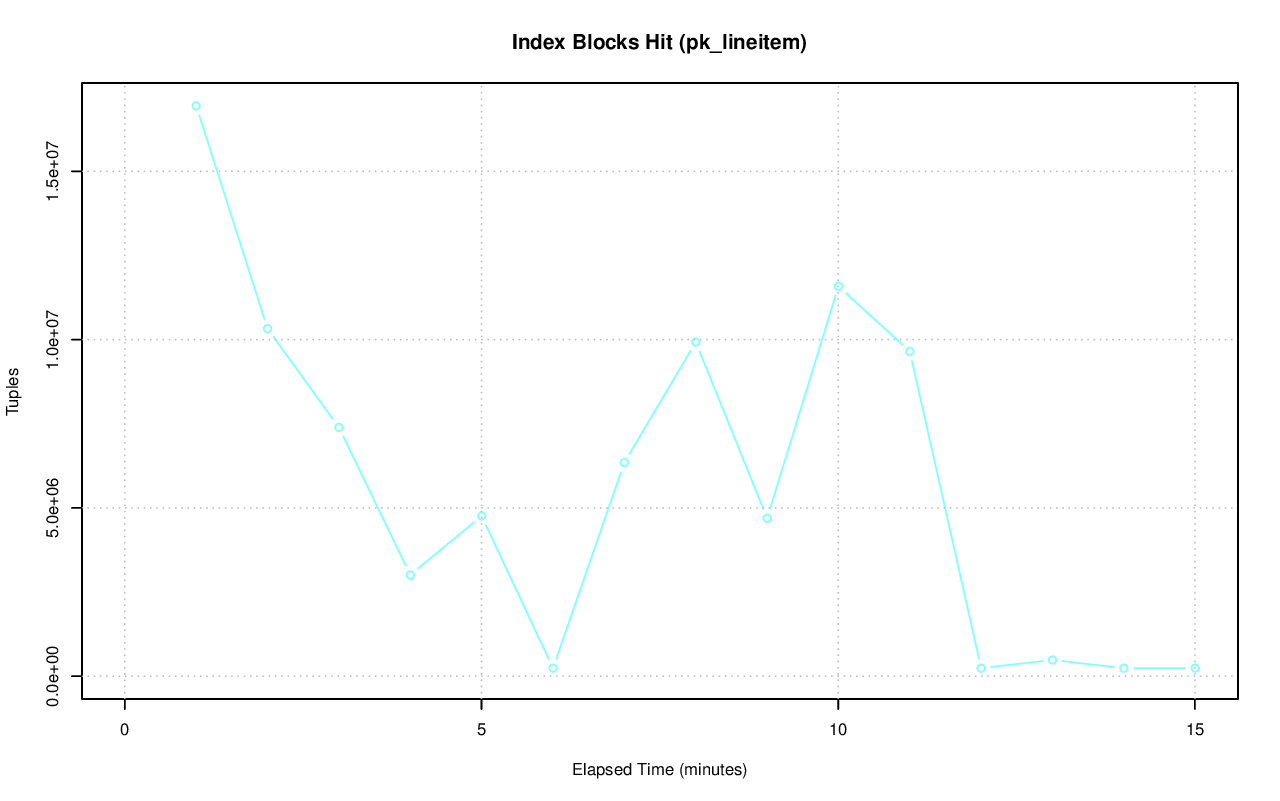 Index Blocks Hit (pk_lineitem)
Tuples
1.5e+07
1.0e+07
5.0e+06
0.0e+00
0 5 10 15
Elapsed Time (minutes)